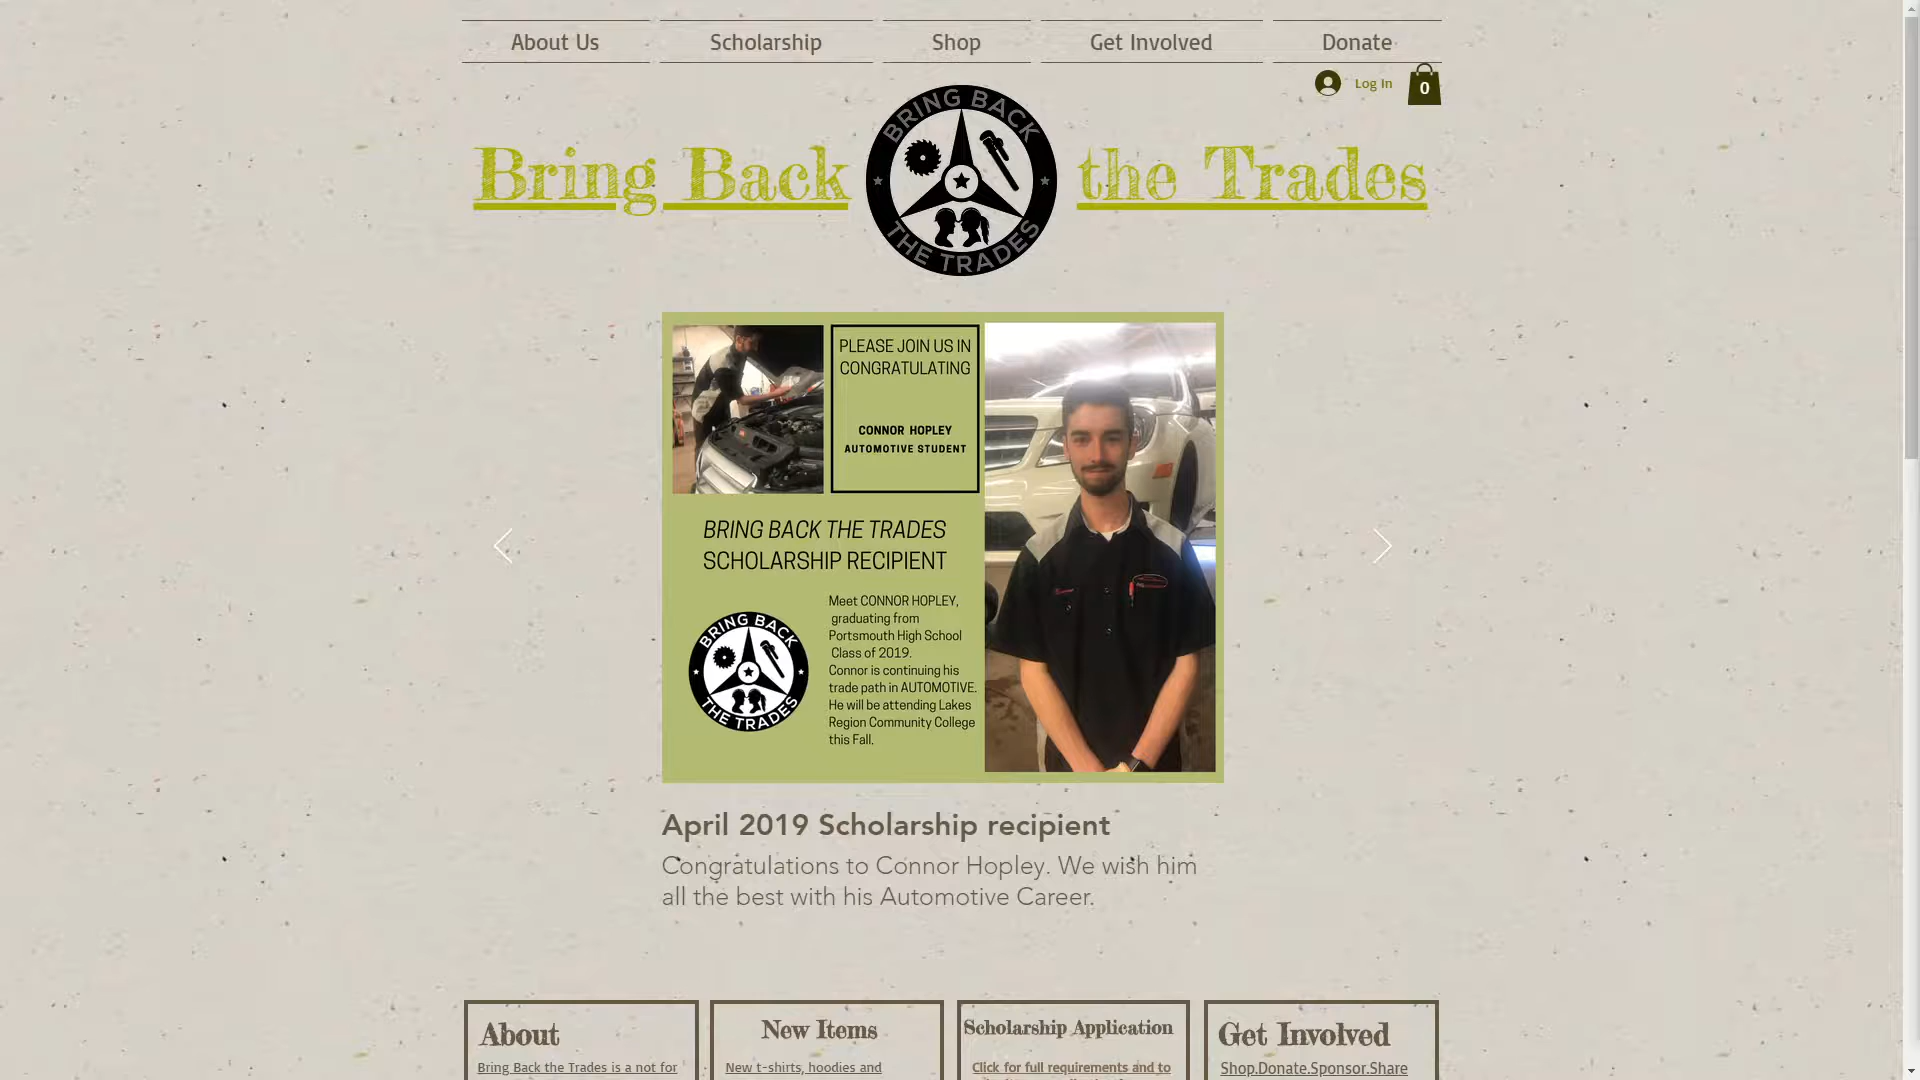 About Us
Scholarship
Shop
Get Involved
Donate
Log In
0
Bring Back
BRING BACK
THE TRADES
the Trades
PLEASE JOIN US IN
CONGRATULATING
CONNOR HOPLEY
AUTOMOTIVE STUDENT
BRING BACK THE TRADES
SCHOLARSHIP RECIPIENT
BRING BACK
THE TRADES
Meet CONNOR HOPLEY,
graduating from
Portsmouth High School
Class of 2019.
Connor is continuing his
trade path in AUTOMOTIVE.
He will be attending Lakes
Region Community College
this Fall.
April 2019 Scholarship recipient
Congratulations to Connor Hopley. We wish him
all the best with his Automotive Career.
About
Bring Back the Trades is a not for
New Items
New t-shirts, hoodies and
Scholarship Application
Click for full requirements and to
Get Involved
Shop.Donate.Sponsor.Share